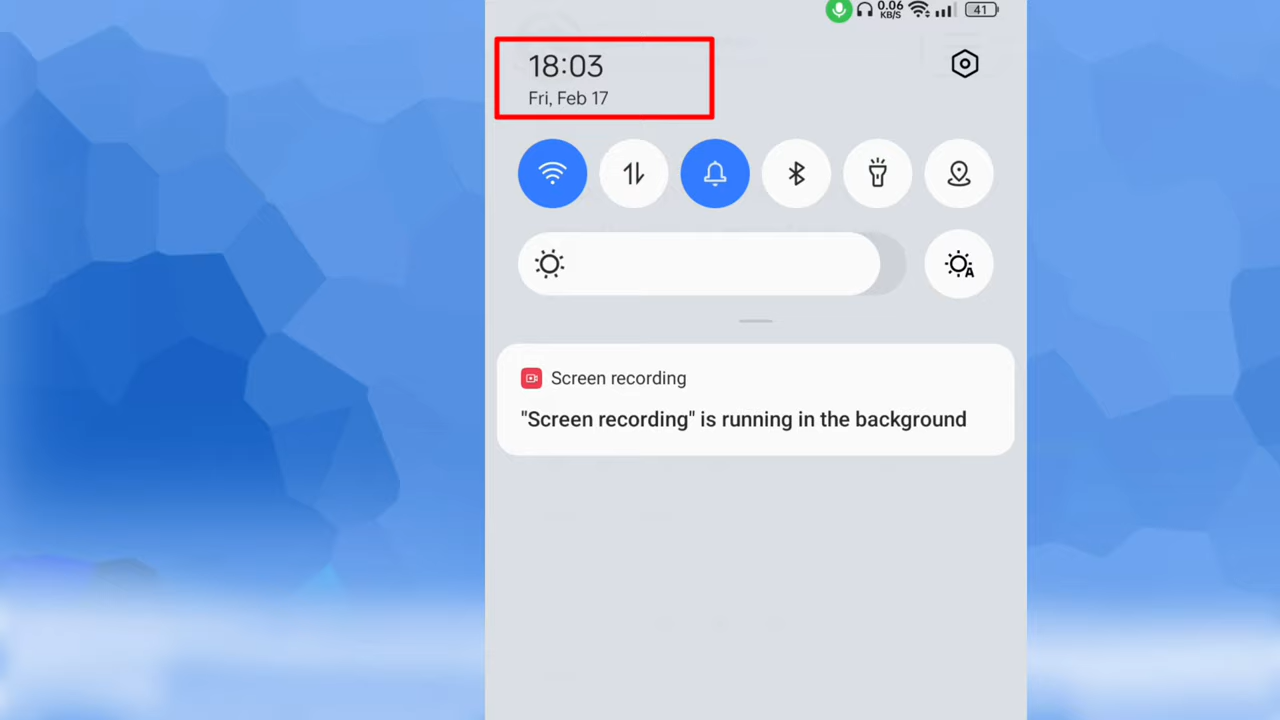 0.06
KB/S
41
18:03
Fri, Feb 17
A
Screen recording
"Screen recording" is running in the background